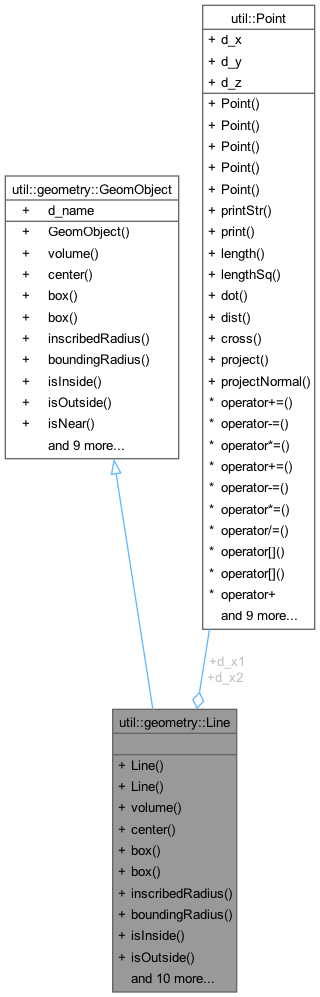 util::Point
+ d_x
+ d_y
+ d_z
+ Point()
+ Point()
+ Point()
+ Point()
+ Point()
+ printStr()
+ print()
+ length()
+ lengthSq()
+ dot()
+ dist()
+ cross()
+ project()
+ projectNormal()
* operator+=()
* operator-=()
* operator*=()
* operator+=()
* operator-=()
* operator*=()
* operator/=()
* operator[]()
* operator[]()
* operator+
and 9 more...
util::geometry::GeomObject
+ d_name
+ GeomObject()
+ volume()
+ center()
+ box()
+ box()
+ inscribedRadius()
+ boundingRadius()
+ isInside()
+ isOutside()
+ isNear()
and 9 more...
+d_x1
+d_x2
util::geometry::Line
+ Line()
+ Line()
+ volume()
+ center()
+ box()
+ box()
+ inscribedRadius()
+ boundingRadius()
+ isInside()
+ isOutside()
and 10 more...